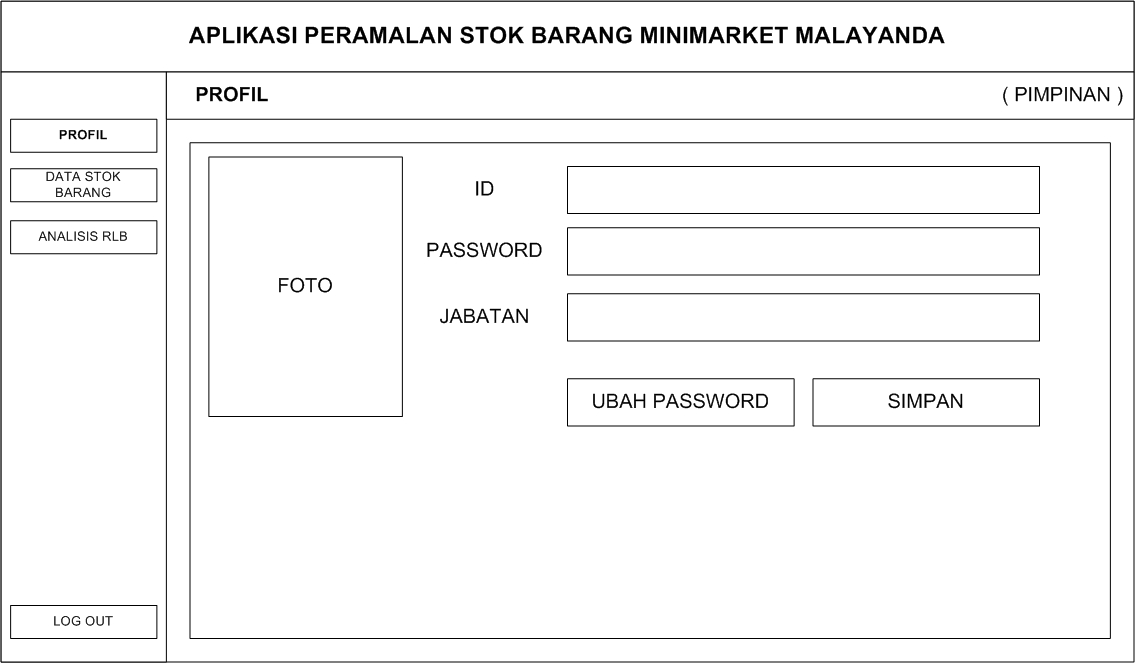 APLIKASI PERAMALAN STOK BARANG MINIMARKET MALAYANDA
PROFIL
( PIMPINAN )
PROFIL
DATA STOK
BARANG
ANALISIS RLB
LOG OUT
FOTO
ID
PASSWORD
JABATAN
UBAH PASSWORD
SIMPAN